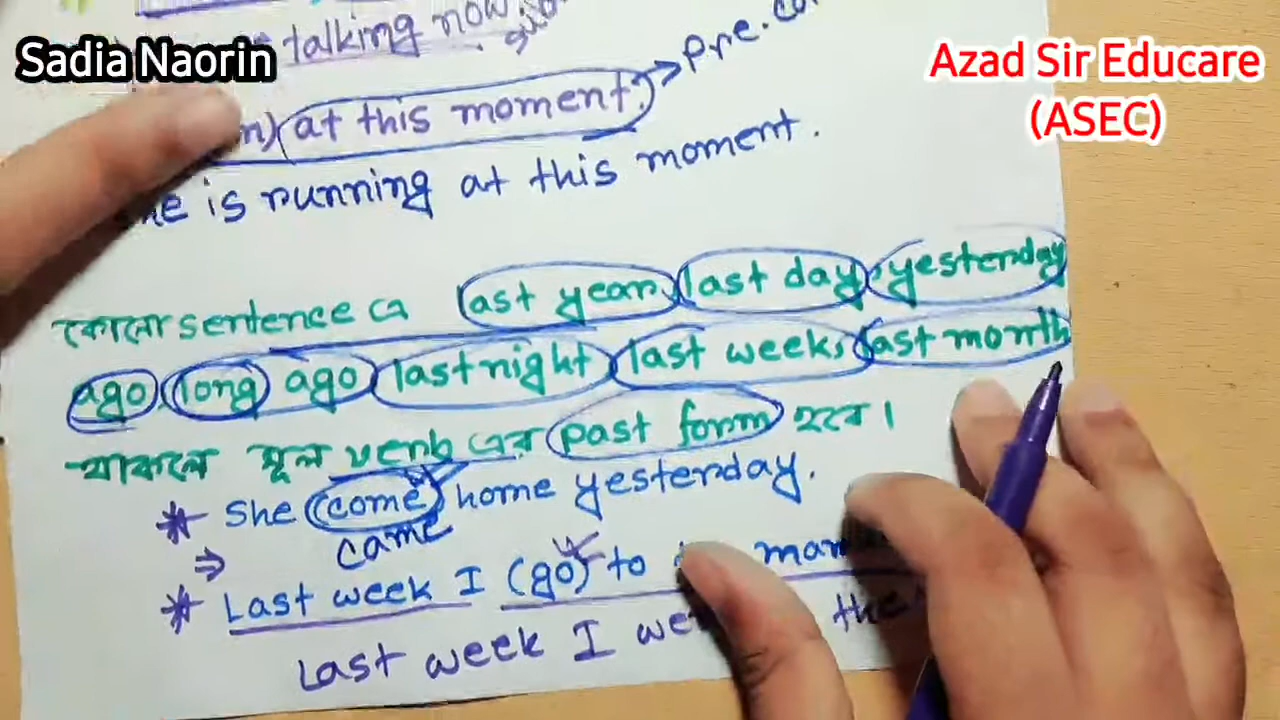 talking now.
Sadia Naorin
Azad Sir Educare
(ASEC)
at this moment.) → Pre.
she is running at this moment.
কোনো sentence এ last year, last day, yesterday
ago, long ago, last night, last weeks, last month
থাকলে মূল verb এর past form হবে।
* She (come) home yesterday.
⇒ came
* Last week I (go) to
Last week I